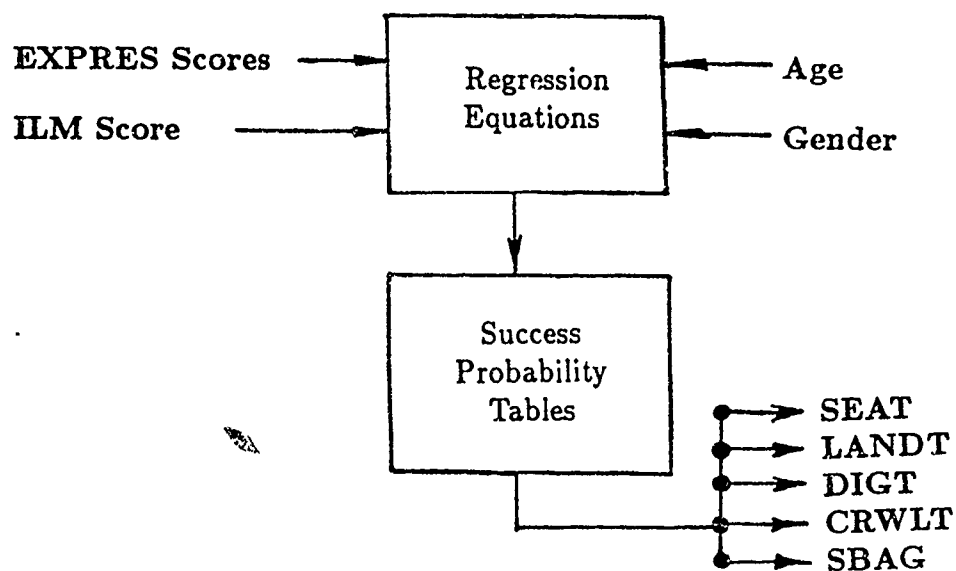 EXPRES Scores
ILM Score
Regression
Equations
Age
Gender
Success
Probability
Tables
SEAT
LANDT
DIGT
CRWLT
SBAG